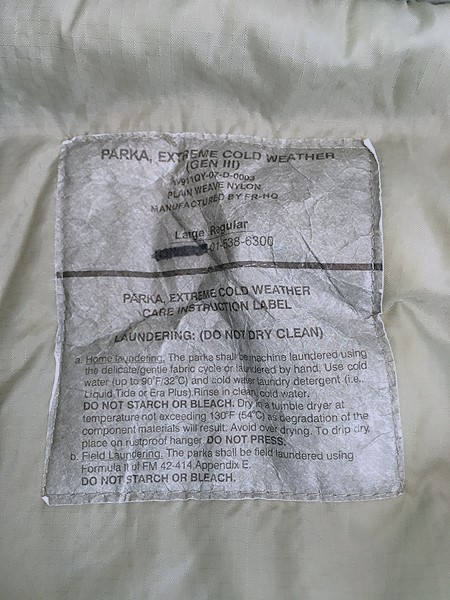 PARKA, EXTREME COLD WEATHER
(GEN III)
W911QY-07-D-0003
PLAIN WEAVE NYLON
MANUFACTURED BY FR-HQ
Large Regular
-01-538-6300
PARKA, EXTREME COLD WEATHER
CARE INSTRUCTION LABEL
LAUNDERING: (DO NOT DRY CLEAN)
a. Home laundering. The parka shall be machine laundered using
the delicate/gentle fabric cycle or laundered by hand. Use cold
water (up to 90°F/32°C) and cold water laundry detergent (i.e.,
Liquid Tide or Era Plus) Rinse in clean, cold water.
DO NOT STARCH OR BLEACH. Dry in a tumble dryer at
temperature not exceeding 130°F (54°C) as degradation of the
component materials will result. Avoid over drying. To drip dry,
place on rustproof hanger. DO NOT PRESS.
b. Field Laundering. The parka shall be field laundered using
Formula II of FM 42-414 Appendix E.
DO NOT STARCH OR BLEACH.